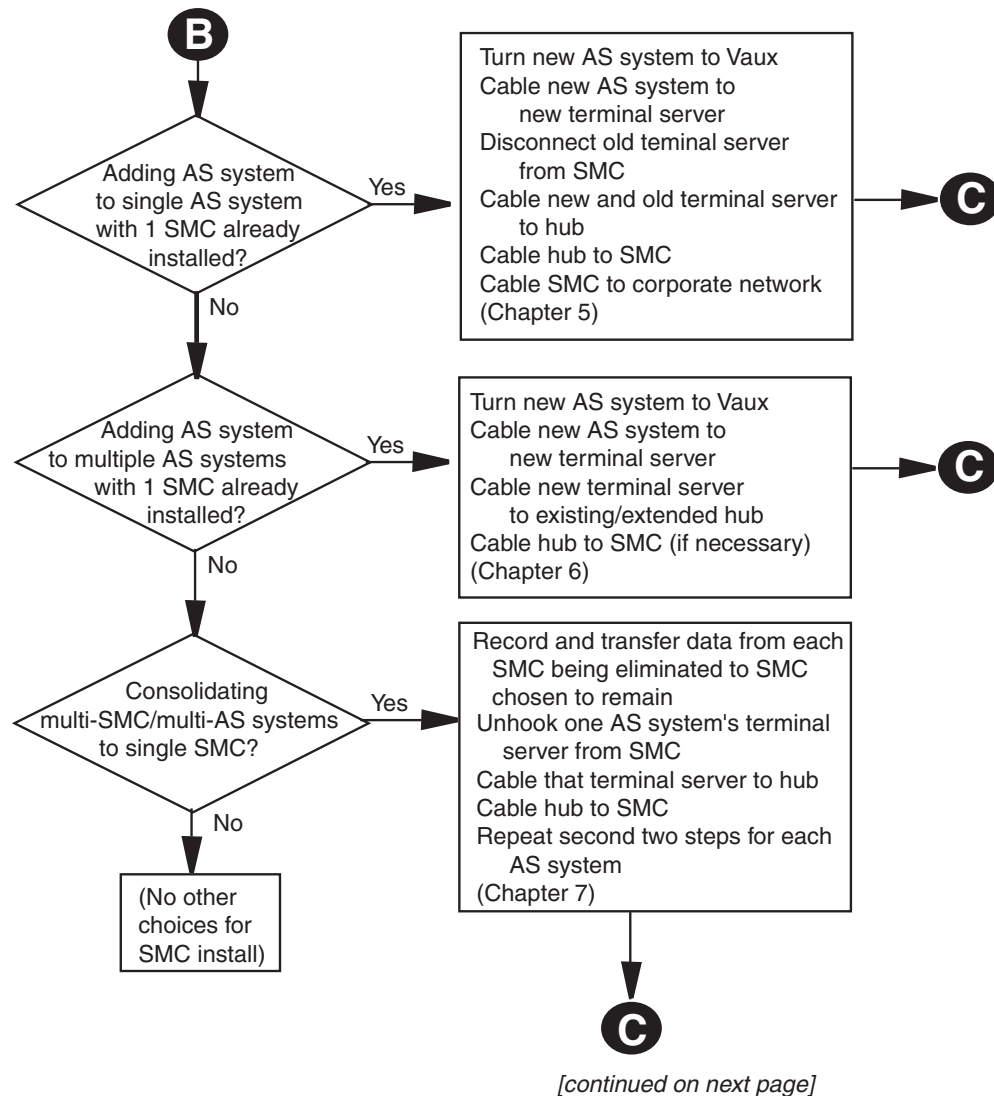 B
Adding AS system
to single AS system
with 1 SMC already
installed?
Yes
Turn new AS system to Vaux
Cable new AS system to
new terminal server
Disconnect old teminal server
from SMC
Cable new and old terminal server
to hub
Cable hub to SMC
Cable SMC to corporate network
(Chapter 5)
C
No
Adding AS system
to multiple AS systems
with 1 SMC already
installed?
Yes
Turn new AS system to Vaux
Cable new AS system to
new terminal server
Cable new terminal server
to existing/extended hub
Cable hub to SMC (if necessary)
(Chapter 6)
C
No
Consolidating
multi-SMC/multi-AS systems
to single SMC?
Yes
Record and transfer data from each
SMC being eliminated to SMC
chosen to remain
Unhook one AS system's terminal
server from SMC
Cable that terminal server to hub
Cable hub to SMC
Repeat second two steps for each
AS system
(Chapter 7)
No
(No other
choices for
SMC install)
C
[continued on next page]